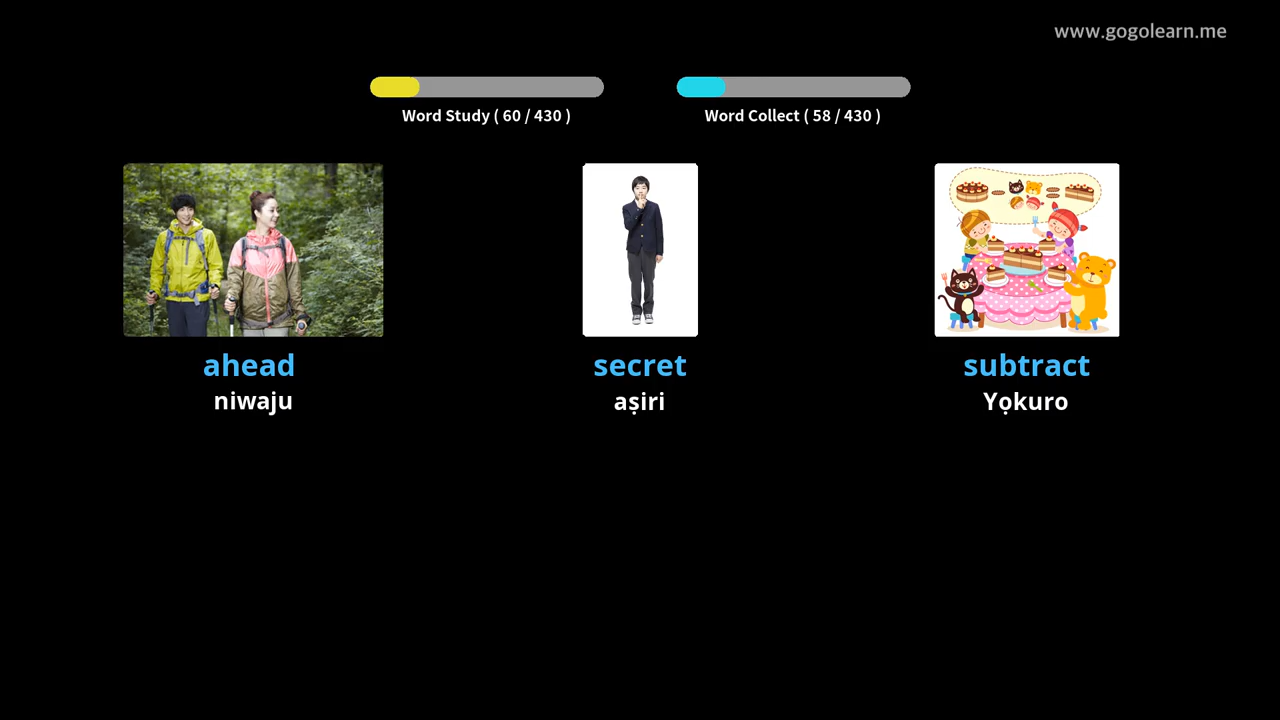 www.gogolearn.me
Word Study ( 60 / 430 )
Word Collect ( 58 / 430 )
ahead
secret
subtract
niwaju
aṣiri
Yọkuro